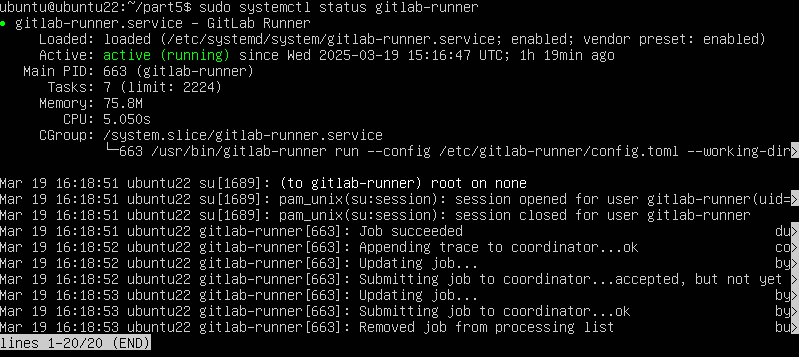 ubuntu@ubuntu22:~/part5$ sudo systemctl status gitlab-runner
● gitlab-runner.service - GitLab Runner
Loaded: loaded (/etc/systemd/system/gitlab-runner.service; enabled; vendor preset: enabled)
Active: active (running) since Wed 2025-03-19 15:16:47 UTC; 1h 19min ago
Main PID: 663 (gitlab-runner)
Tasks: 7 (limit: 2224)
Memory: 75.8M
CPU: 5.050s
CGroup: /system.slice/gitlab-runner.service
└─663 /usr/bin/gitlab-runner run --config /etc/gitlab-runner/config.toml --working-dir>
Mar 19 16:18:51 ubuntu22 su[1689]: (to gitlab-runner) root on none
Mar 19 16:18:51 ubuntu22 su[1689]: pam_unix(su:session): session opened for user gitlab-runner(uid=>
Mar 19 16:18:51 ubuntu22 su[1689]: pam_unix(su:session): session closed for user gitlab-runner
Mar 19 16:18:51 ubuntu22 gitlab-runner[663]: Job succeeded du>
Mar 19 16:18:52 ubuntu22 gitlab-runner[663]: Appending trace to coordinator...ok co>
Mar 19 16:18:52 ubuntu22 gitlab-runner[663]: Updating job... by>
Mar 19 16:18:52 ubuntu22 gitlab-runner[663]: Submitting job to coordinator...accepted, but not yet >
Mar 19 16:18:53 ubuntu22 gitlab-runner[663]: Updating job... by>
Mar 19 16:18:53 ubuntu22 gitlab-runner[663]: Submitting job to coordinator...ok by>
Mar 19 16:18:53 ubuntu22 gitlab-runner[663]: Removed job from processing list bu>
lines 1-20/20 (END)